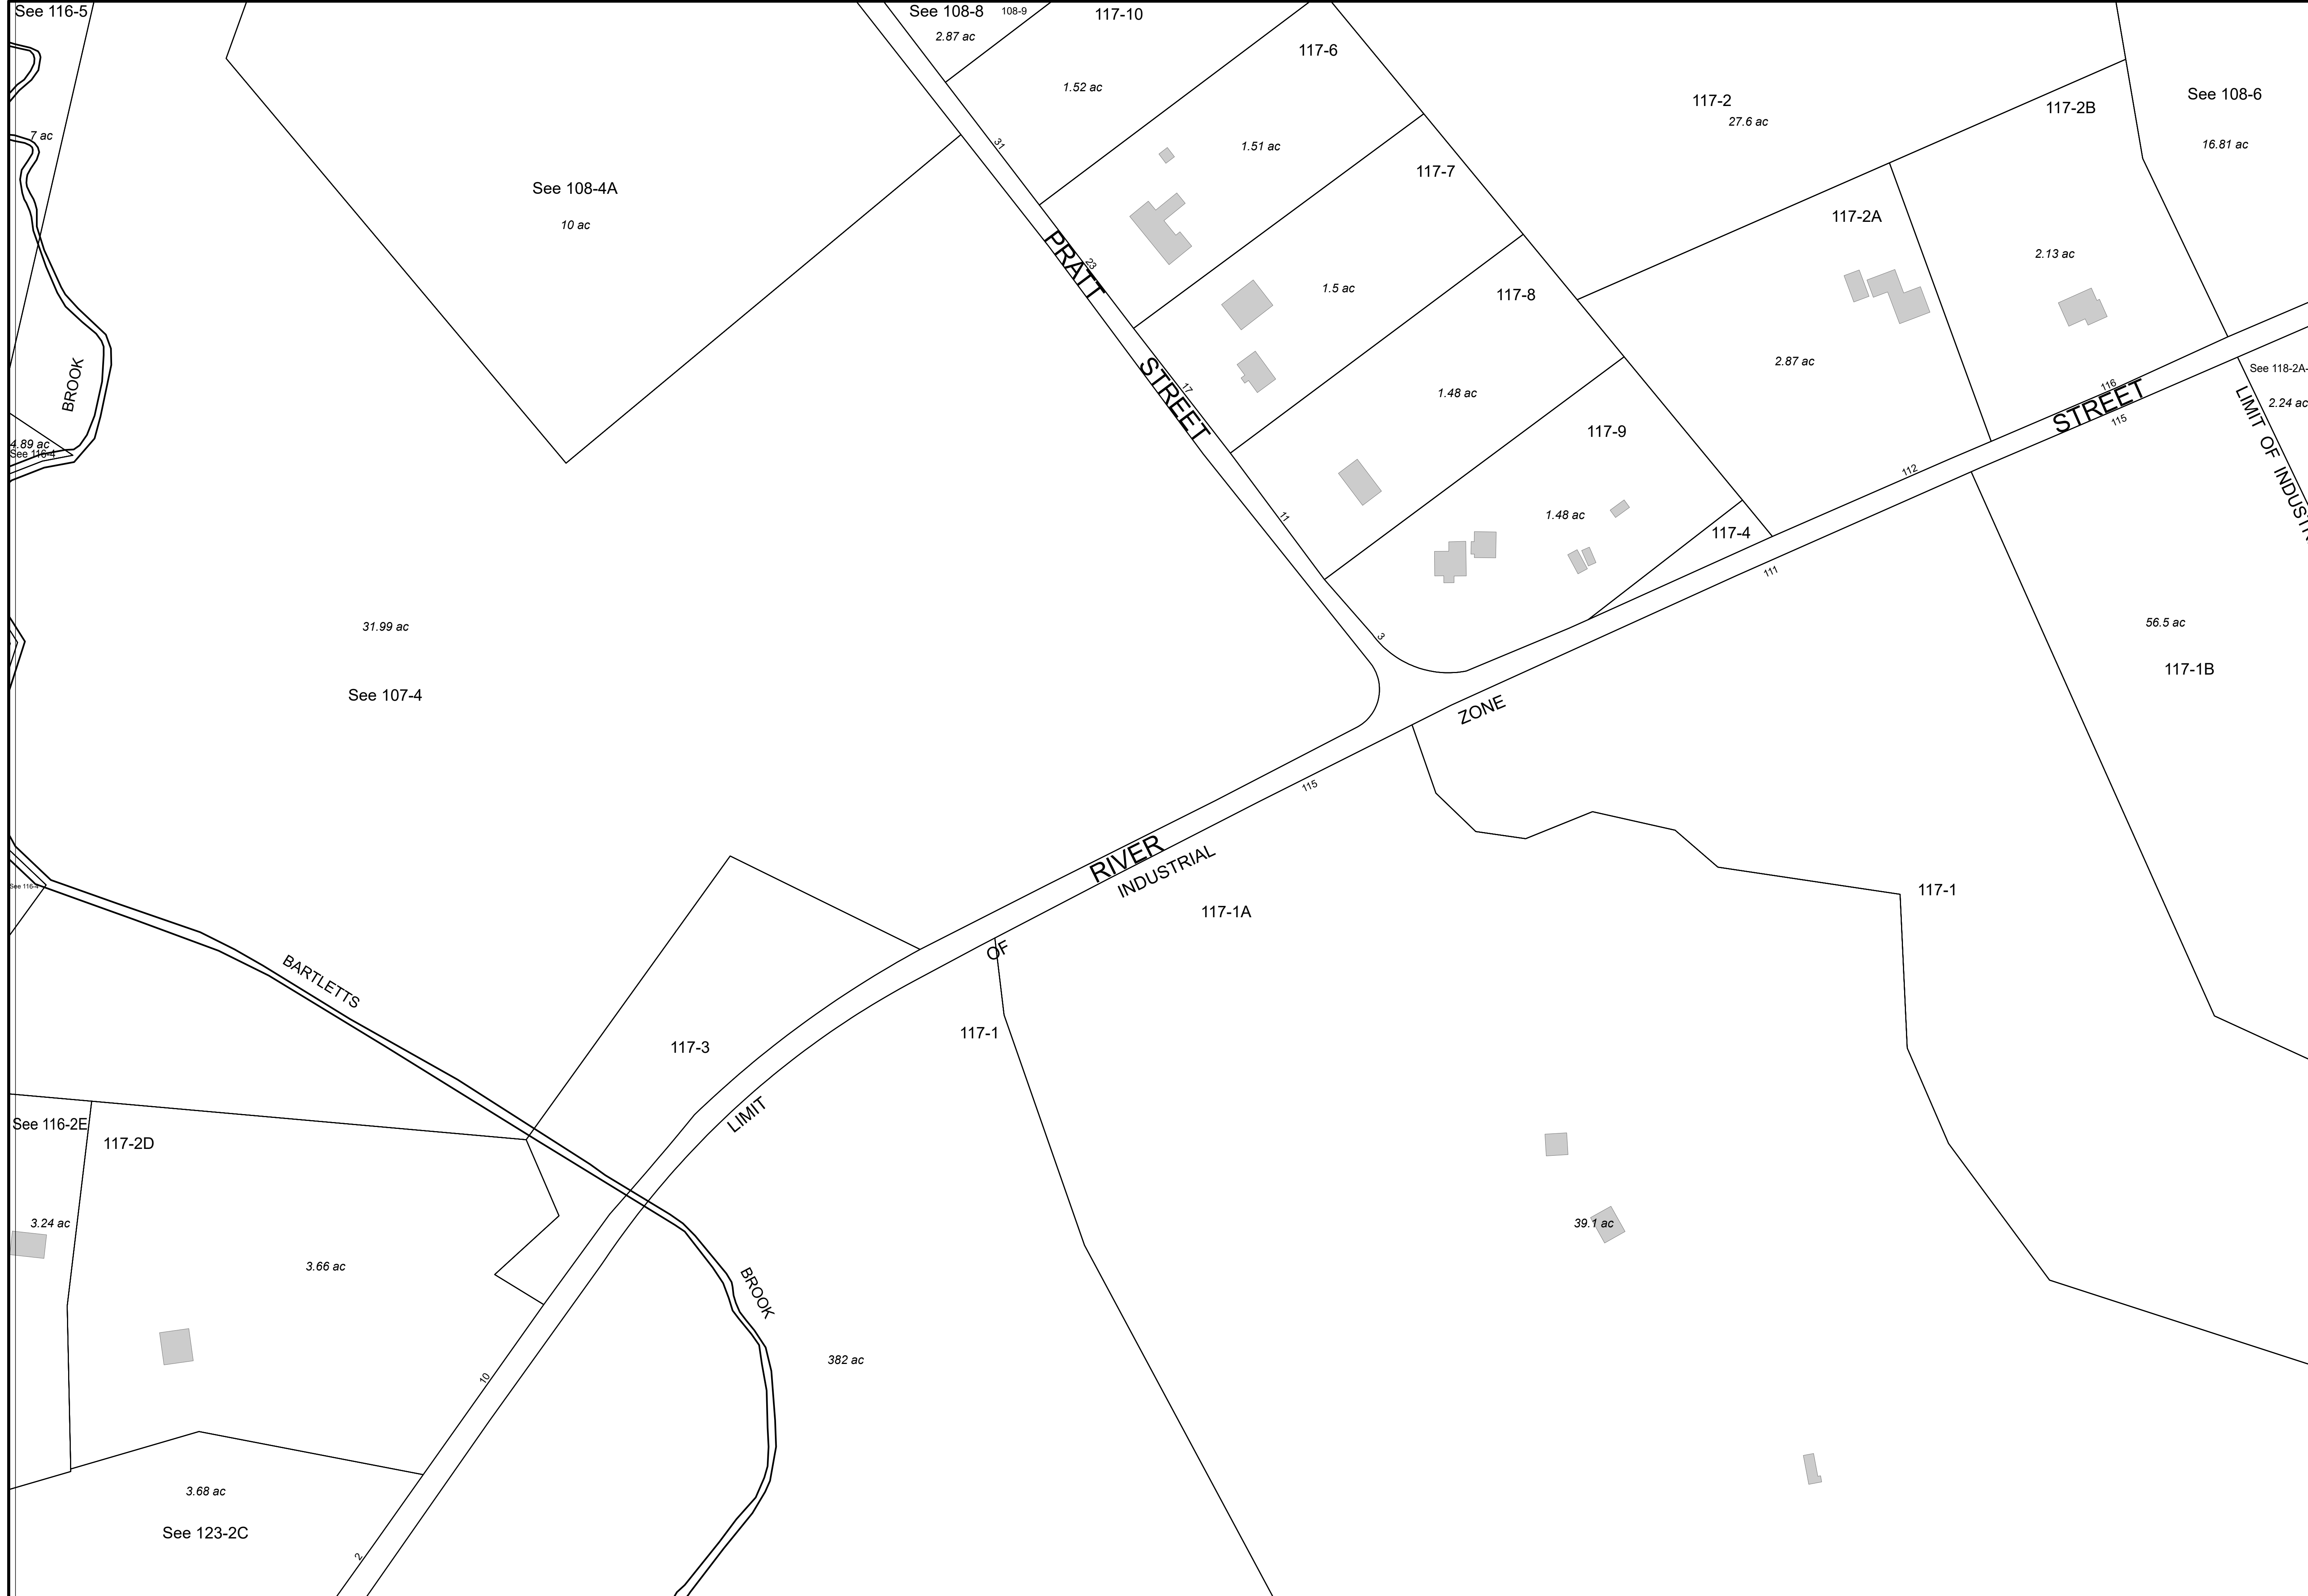 See 116-5
See 108-8
108-9
117-10
2.87 ac
117-6
1.52 ac
117-2
27.6 ac
117-2B
See 108-6
7 ac
31
1.51 ac
16.81 ac
117-7
See 108-4A
10 ac
117-2A
2.13 ac
PRATT
23
1.5 ac
117-8
BROOK
STREET
17
2.87 ac
1.48 ac
STREET
116
115
See 118-2A-
2.24 ac
LIMIT OF INDUSTR
117-9
4.89 ac
See 116-4
112
11
1.48 ac
117-4
111
31.99 ac
56.5 ac
3
See 107-4
117-1B
ZONE
115
RIVER
INDUSTRIAL
See 116-4
117-1
117-1A
OF
BARTLETTS
117-1
117-3
LIMIT
See 116-2E
117-2D
3.24 ac
39.1 ac
3.66 ac
BROOK
382 ac
10
3.68 ac
See 123-2C
2